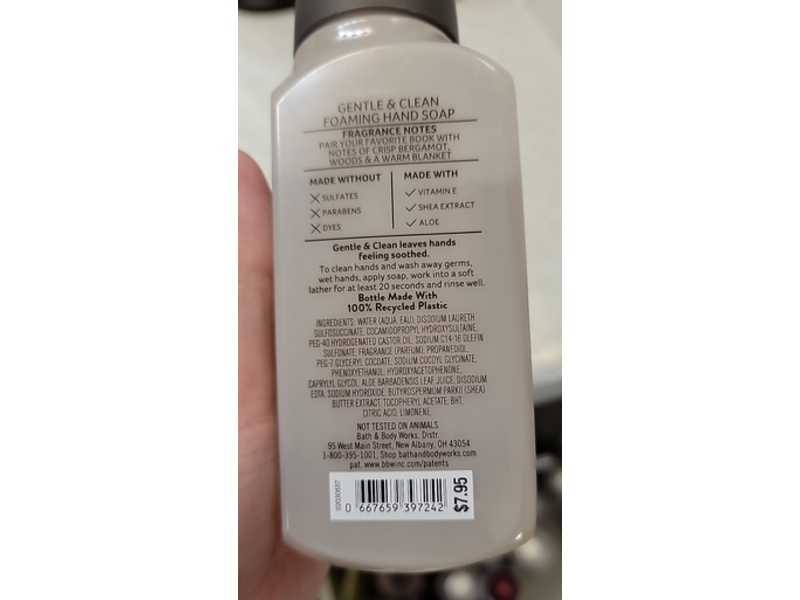 GENTLE & CLEAN
FOAMING HAND SOAP
FRAGRANCE NOTES
PAIR YOUR FAVORITE BOOK WITH
NOTES OF CRISP BERGAMOT,
WOODS & A WARM BLANKET
MADE WITHOUT
SULFATES
PARABENS
DYES
MADE WITH
VITAMIN E
SHEA EXTRACT
ALOE
Gentle & Clean leaves hands
feeling soothed.
To clean hands and wash away germs,
wet hands, apply soap, work into a soft
lather for at least 20 seconds and rinse well.
Bottle Made With
100% Recycled Plastic
INGREDIENTS: WATER (AQUA, EAU), DISODIUM LAURETH
SULFOSUCCINATE, COCAMIDOPROPYL HYDROXYSULTAINE,
PEG-40 HYDROGENATED CASTOR OIL, SODIUM C14-16 OLEFIN
SULFONATE, FRAGRANCE (PARFUM), PROPANEDIOL,
PEG-7 GLYCERYL COCOATE, SODIUM COCOYL GLYCINATE,
PHENOXYETHANOL, HYDROXYACETOPHENONE,
CAPRYLYL GLYCOL, ALOE BARBADENSIS LEAF JUICE, DISODIUM
EDTA, SODIUM HYDROXIDE, BUTYROSPERMUM PARKII (SHEA)
BUTTER EXTRACT, TOCOPHERYL ACETATE, BHT,
CITRIC ACID, LIMONENE.
NOT TESTED ON ANIMALS
Bath & Body Works, Distr.
95 West Main Street, New Albany, OH 43054
1-800-395-1001, Shop bathandbodyworks.com
pat. www.bbwinc.com/patents
0 667659 397242
$7.95